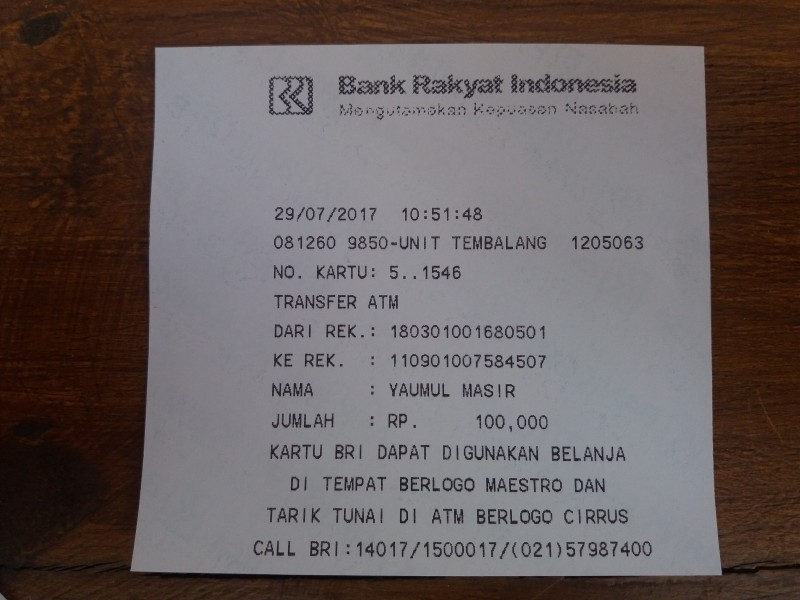 Bank Rakyat Indonesia
Mengutamakan Kepuasan Nasabah
29/07/2017 10:51:48
081260 9850-UNIT TEMBALANG 1205063
NO. KARTU: 5..1546
TRANSFER ATM
DARI REK.: 180301001680501
KE REK. : 110901007584507
NAMA : YAUMUL MASIR
JUMLAH : RP. 100,000
KARTU BRI DAPAT DIGUNAKAN BELANJA
DI TEMPAT BERLOGO MAESTRO DAN
TARIK TUNAI DI ATM BERLOGO CIRRUS
CALL BRI:14017/1500017/(021)57987400